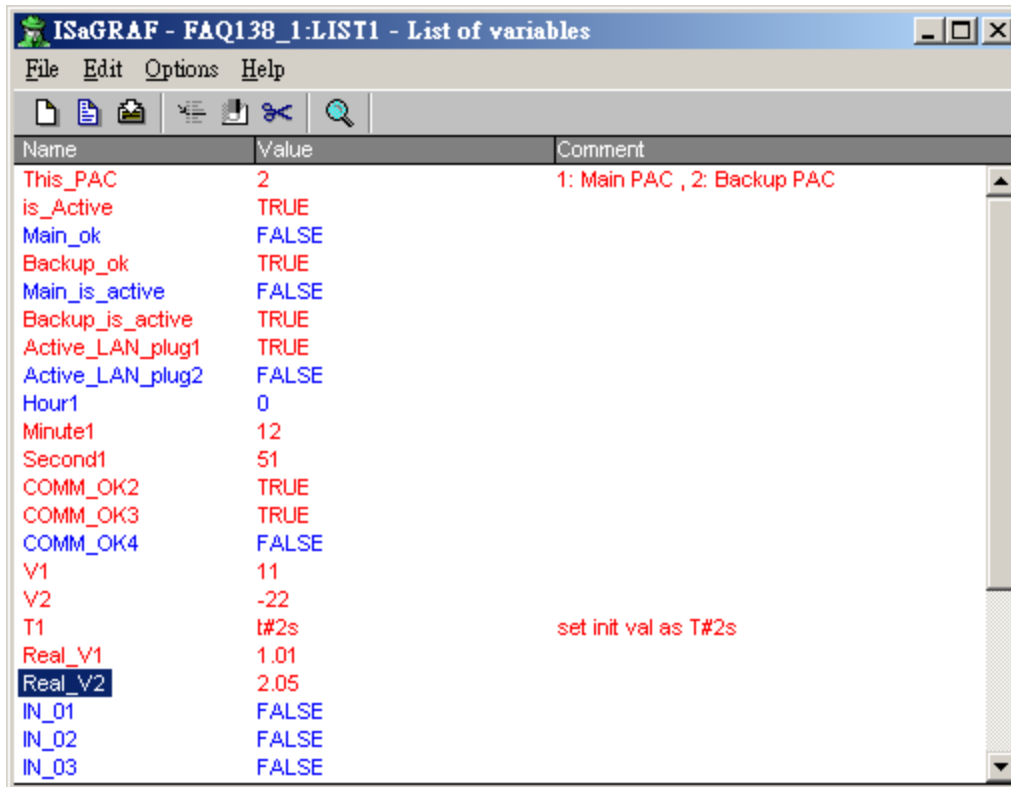 ISaGRAF - FAQ138_1:LIST1 - List of variables
File Edit Options Help
Name Value Comment
This_PAC 2 1: Main PAC , 2: Backup PAC
is_Active TRUE
Main_ok FALSE
Backup_ok TRUE
Main_is_active FALSE
Backup_is_active TRUE
Active_LAN_plug1 TRUE
Active_LAN_plug2 FALSE
Hour1 0
Minute1 12
Second1 51
COMM_OK2 TRUE
COMM_OK3 TRUE
COMM_OK4 FALSE
V1 11
V2 -22
T1 t#2s set init val as T#2s
Real_V1 1.01
Real_V2 2.05
IN_01 FALSE
IN_02 FALSE
IN_03 FALSE